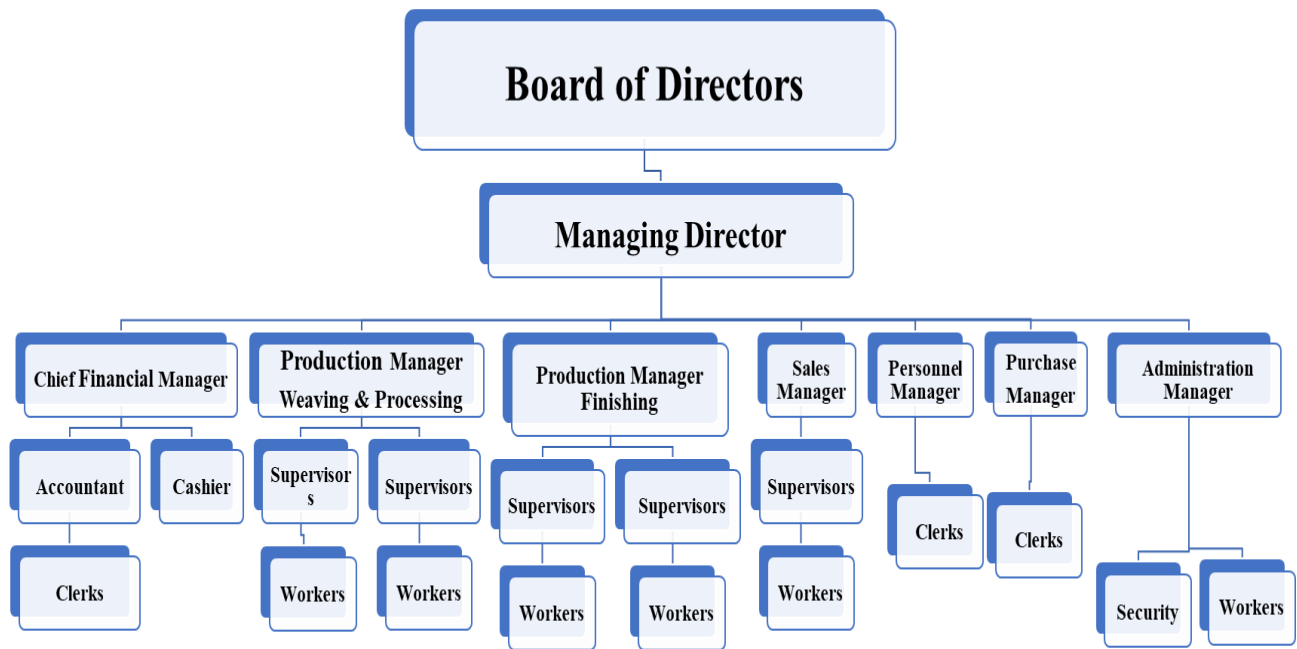 Board of Directors
Managing Director
Chief Financial Manager
Production Manager
Weaving & Processing
Production Manager
Finishing
Sales
Manager
Personnel
Manager
Purchase
Manager
Administration
Manager
Accountant
Cashier
Supervisor
s
Supervisors
Supervisors
Supervisors
Supervisors
Clerks
Clerks
Security
Workers
Clerks
Workers
Workers
Workers
Workers
Workers